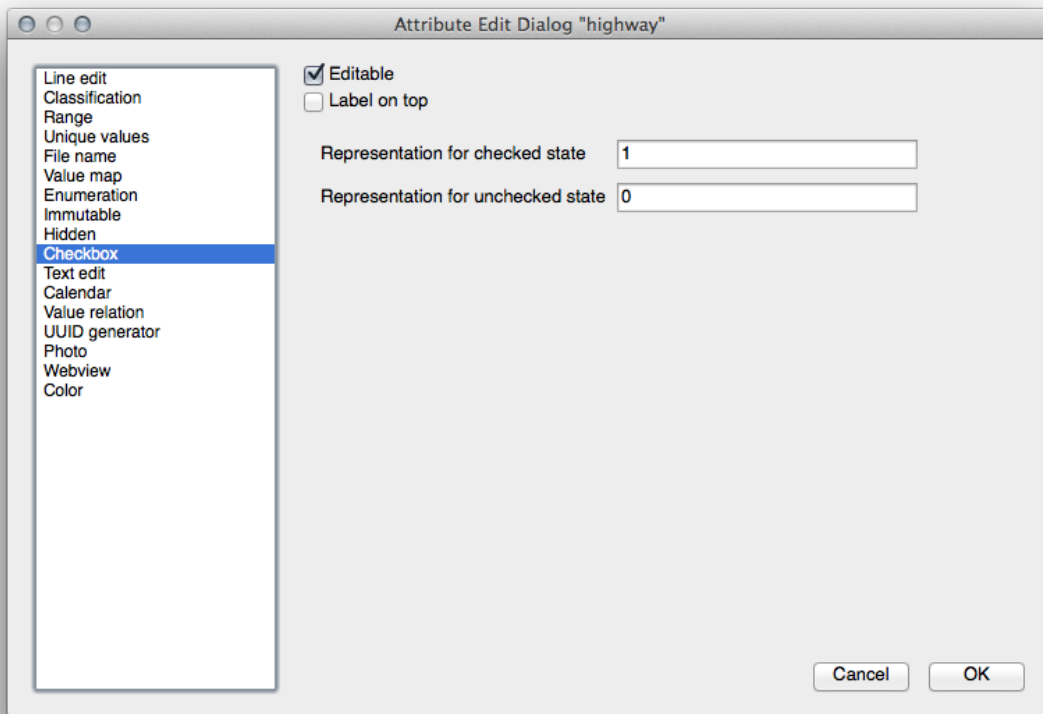 Attribute Edit Dialog "highway"
Line edit
Classification
Range
Unique values
File name
Value map
Enumeration
Immutable
Hidden
Checkbox
Text edit
Calendar
Value relation
UUID generator
Photo
Webview
Color
Editable
Label on top
Representation for checked state 1
Representation for unchecked state 0
Cancel OK